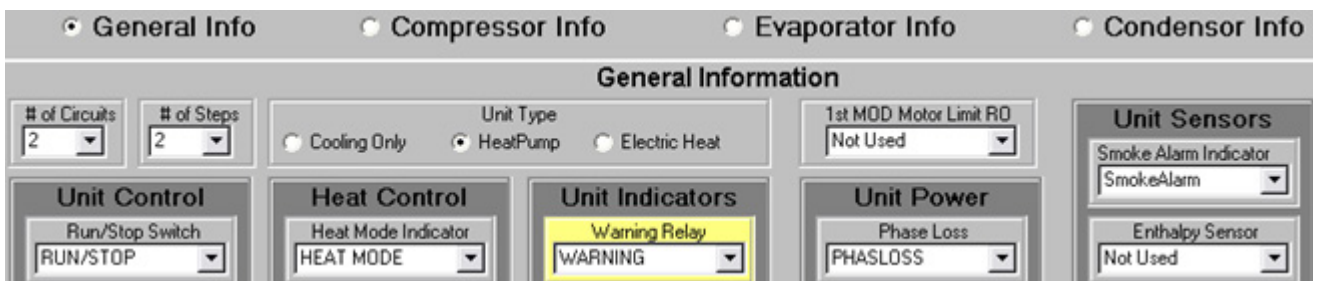 General Info Compressor Info Evaporator Info Condensor Info
General Information
# of Circuits # of Steps Unit Type 1st MOD Motor Limit RO Unit Sensors
2 2 Cooling Only HeatPump Electric Heat Not Used
Smoke Alarm Indicator
SmokeAlarm
Unit Control Heat Control Unit Indicators Unit Power
Run/Stop Switch Heat Mode Indicator Warning Relay Phase Loss Enthalpy Sensor
RUN/STOP HEAT MODE WARNING PHASLOSS Not Used